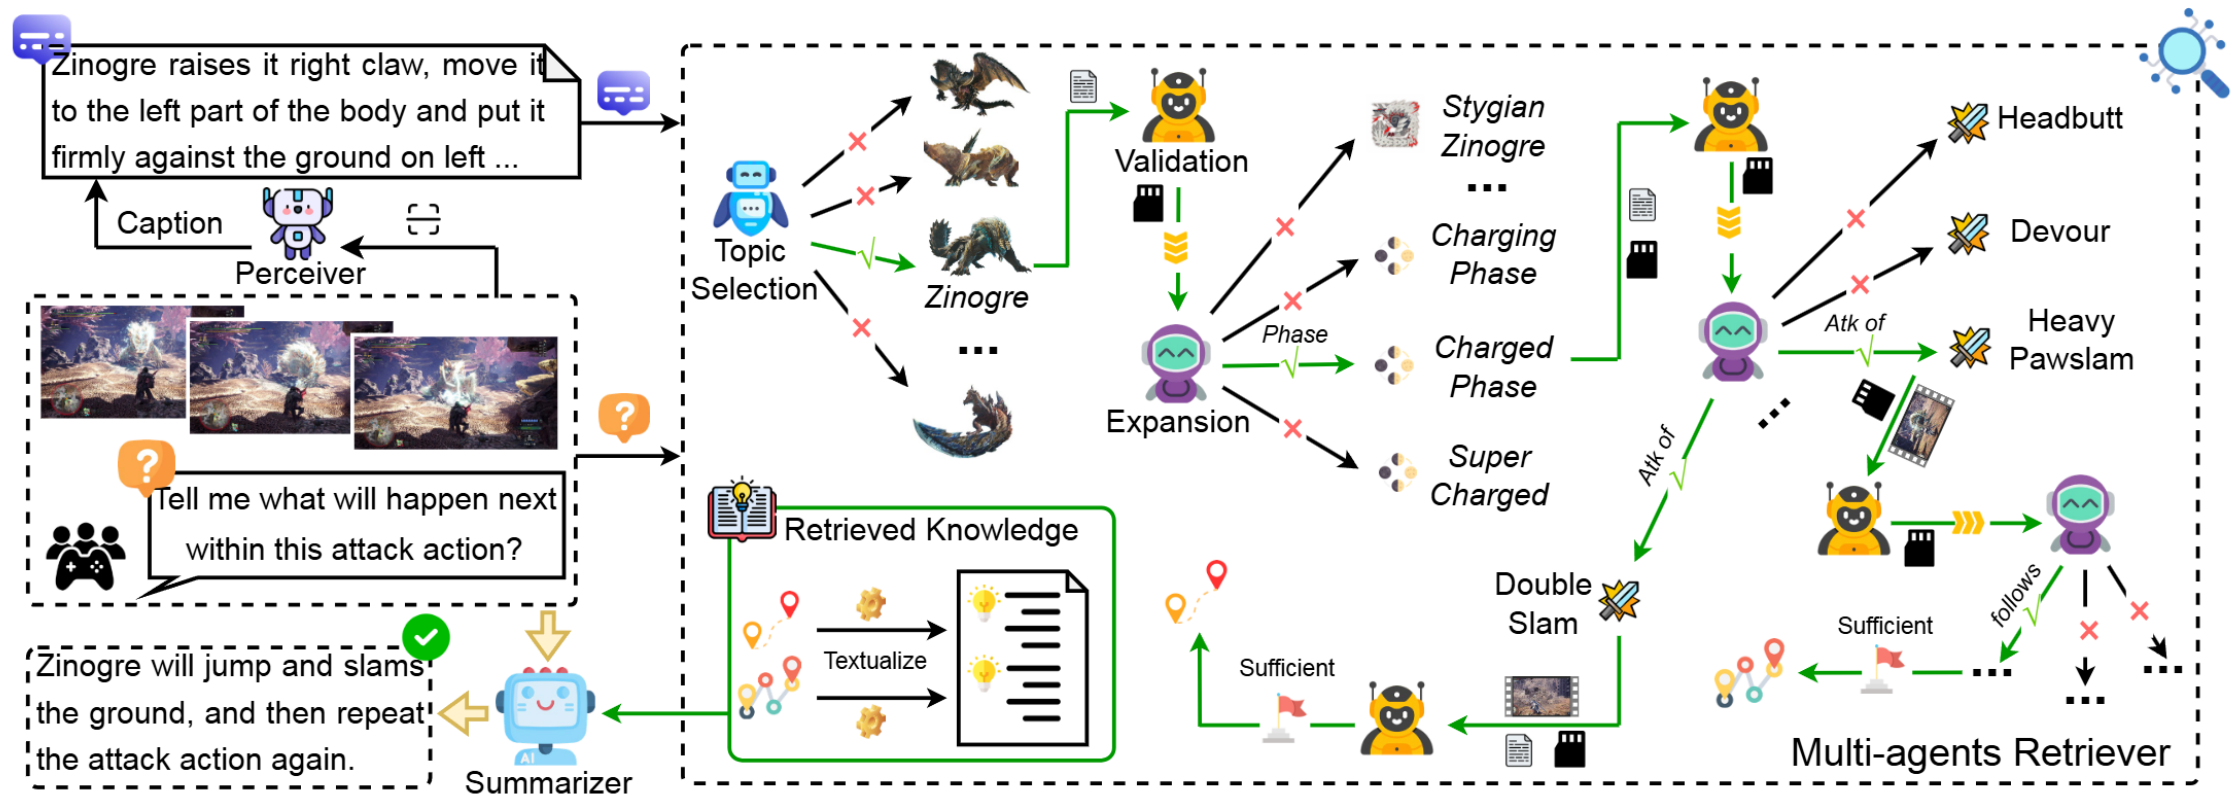 Zinogre raises it right claw, move it
to the left part of the body and put it
firmly against the ground on left ...
Caption
Perceiver
Tell me what will happen next
within this attack action?
Zinogre will jump and slams
the ground, and then repeat
the attack action again.
AI
Summarizer
Topic
Selection
Zinogre
...
Validation
Expansion
Phase
Stygian
Zinogre
...
Charging
Phase
Charged
Phase
Super
Charged
Headbutt
Devour
Atk of
Heavy
Pawslam
...
Atk of
Double
Slam
follows
...
...
...
Sufficient
Sufficient
Retrieved Knowledge
Textualize
Multi-agents Retriever